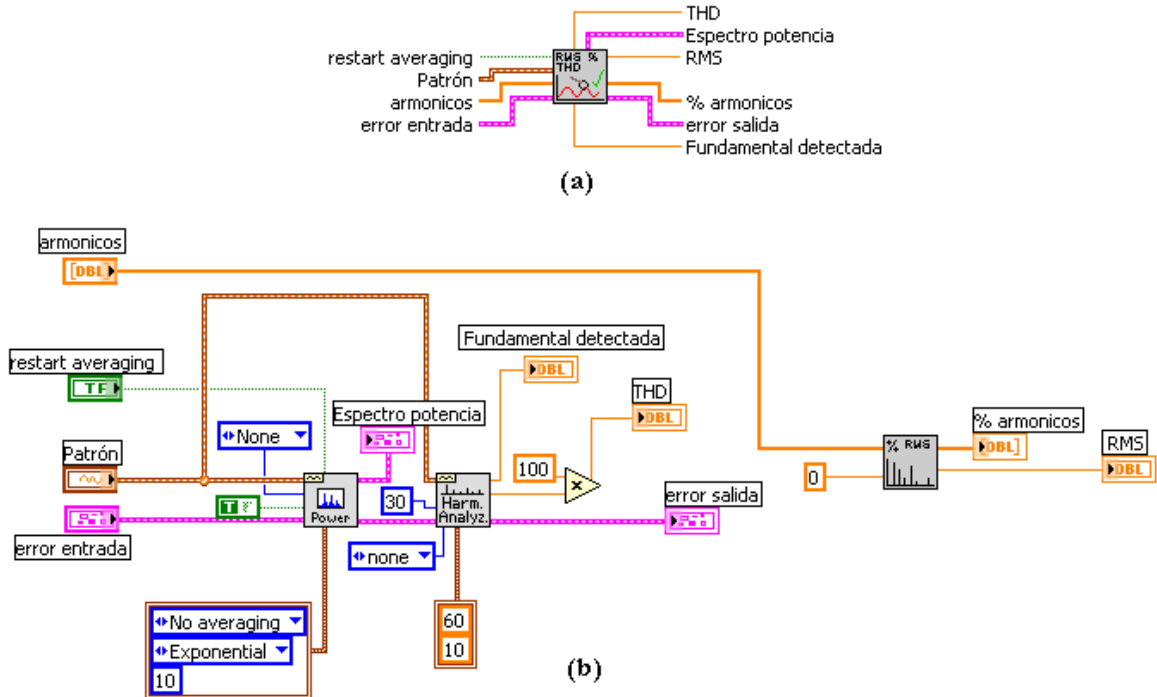 THD
Espectro potencia
restart averaging
RMS %
THD
RMS
Patrón
armonicos
% armonicos
error entrada
error salida
Fundamental detectada
(a)
armonicos
[DBL]
Fundamental detectada
DBL
restart averaging
TF
THD
DBL
Espectro potencia
None
% armonicos
[DBL]
RMS
DBL
Patrón
% RMS
100
×
0
error salida
T
Power
30
Harm.
Analyz.
error entrada
none
No averaging
Exponential
10
60
10
(b)